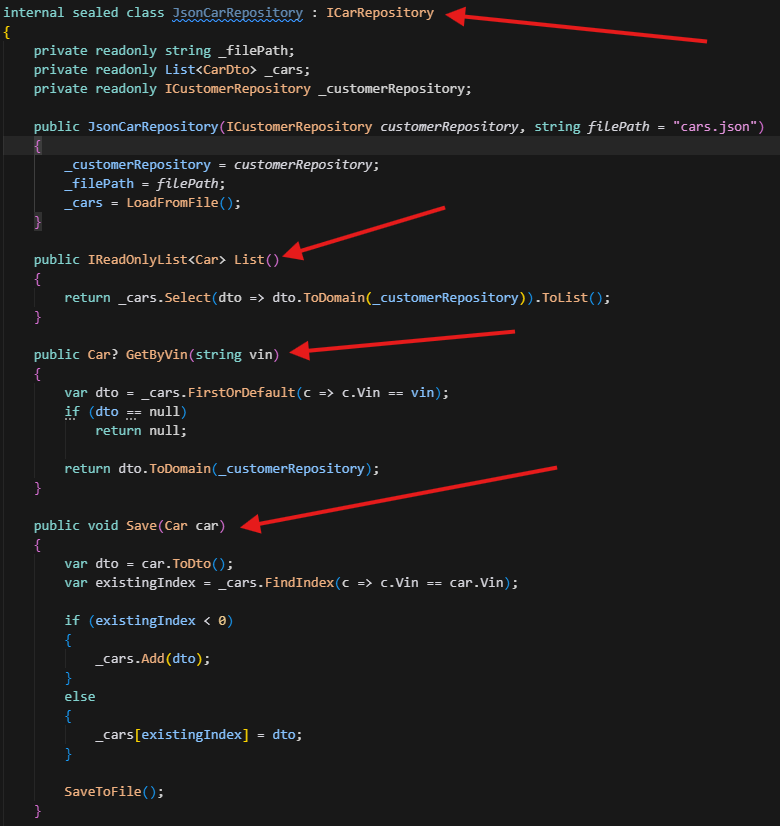 internal sealed class JsonCarRepository : ICarRepository
{
    private readonly string _filePath;
    private readonly List<CarDto> _cars;
    private readonly ICustomerRepository _customerRepository;

    public JsonCarRepository(ICustomerRepository customerRepository, string filePath = "cars.json")
    {
        _customerRepository = customerRepository;
        _filePath = filePath;
        _cars = LoadFromFile();
    }

    public IReadOnlyList<Car> List()
    {
        return _cars.Select(dto => dto.ToDomain(_customerRepository)).ToList();
    }

    public Car? GetByVin(string vin)
    {
        var dto = _cars.FirstOrDefault(c => c.Vin == vin);
        if (dto == null)
            return null;

        return dto.ToDomain(_customerRepository);
    }

    public void Save(Car car)
    {
        var dto = car.ToDto();
        var existingIndex = _cars.FindIndex(c => c.Vin == car.Vin);

        if (existingIndex < 0)
        {
            _cars.Add(dto);
        }
        else
        {
            _cars[existingIndex] = dto;
        }

        SaveToFile();
    }